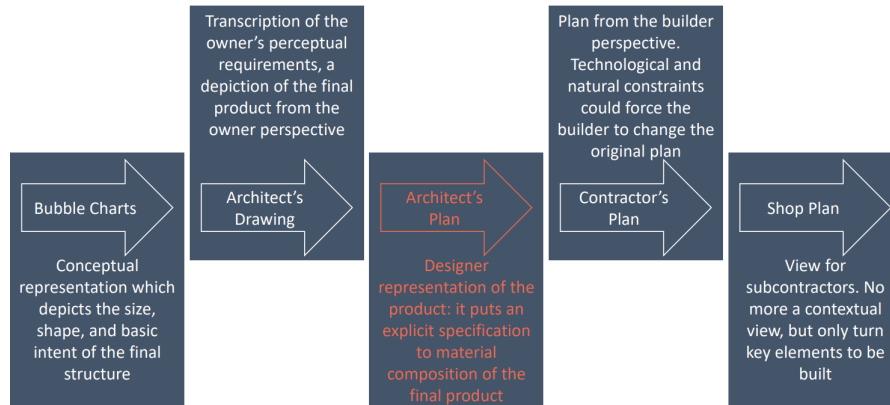 Bubble Charts
Conceptual
representation which
depicts the size,
shape, and basic
intent of the final
structure
Transcription of the
owner's perceptual
requirements, a
depiction of the final
product from the
owner perspective
Architect's
Drawing
Architect's
Plan
Designer
representation of the
product: it puts an
explicit specification
to material
composition of the
final product
Plan from the builder
perspective.
Technological and
natural constraints
could force the
builder to change the
original plan
Contractor's
Plan
Shop Plan
View for
subcontractors. No
more a contextual
view, but only turn
key elements to be
built